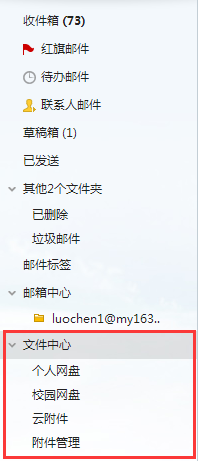 收件箱 (73)
红旗邮件
待办邮件
联系人邮件
草稿箱 (1)
已发送
其他2个文件夹
已删除
垃圾邮件
邮件标签
邮箱中心
luochen1@my163..
文件中心
个人网盘
校园网盘
云附件
附件管理